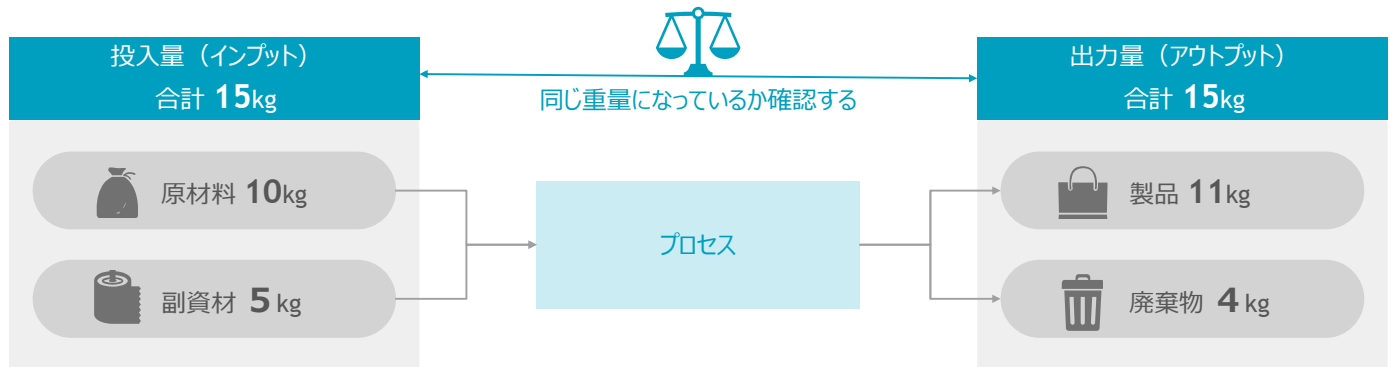 投入量（インプット）
合計 15kg
同じ重量になっているか確認する
出力量（アウトプット）
合計 15kg
原材料 10kg
副資材 5 kg
プロセス
製品 11kg
廃棄物 4 kg